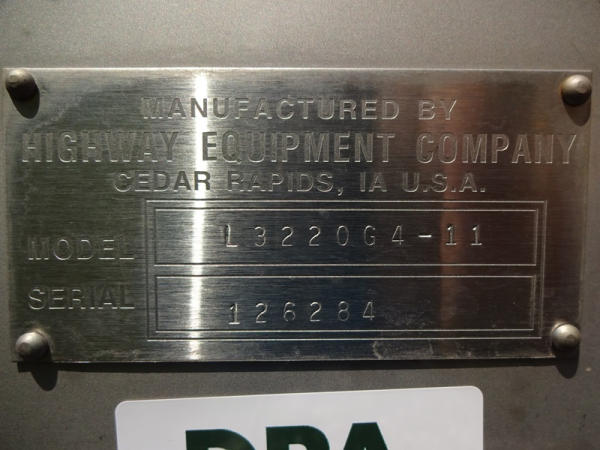 MANUFACTURED BY
HIGHWAY EQUIPMENT COMPANY
CEDAR RAPIDS, IA U.S.A.
MODEL L3220G4-11
SERIAL 126284